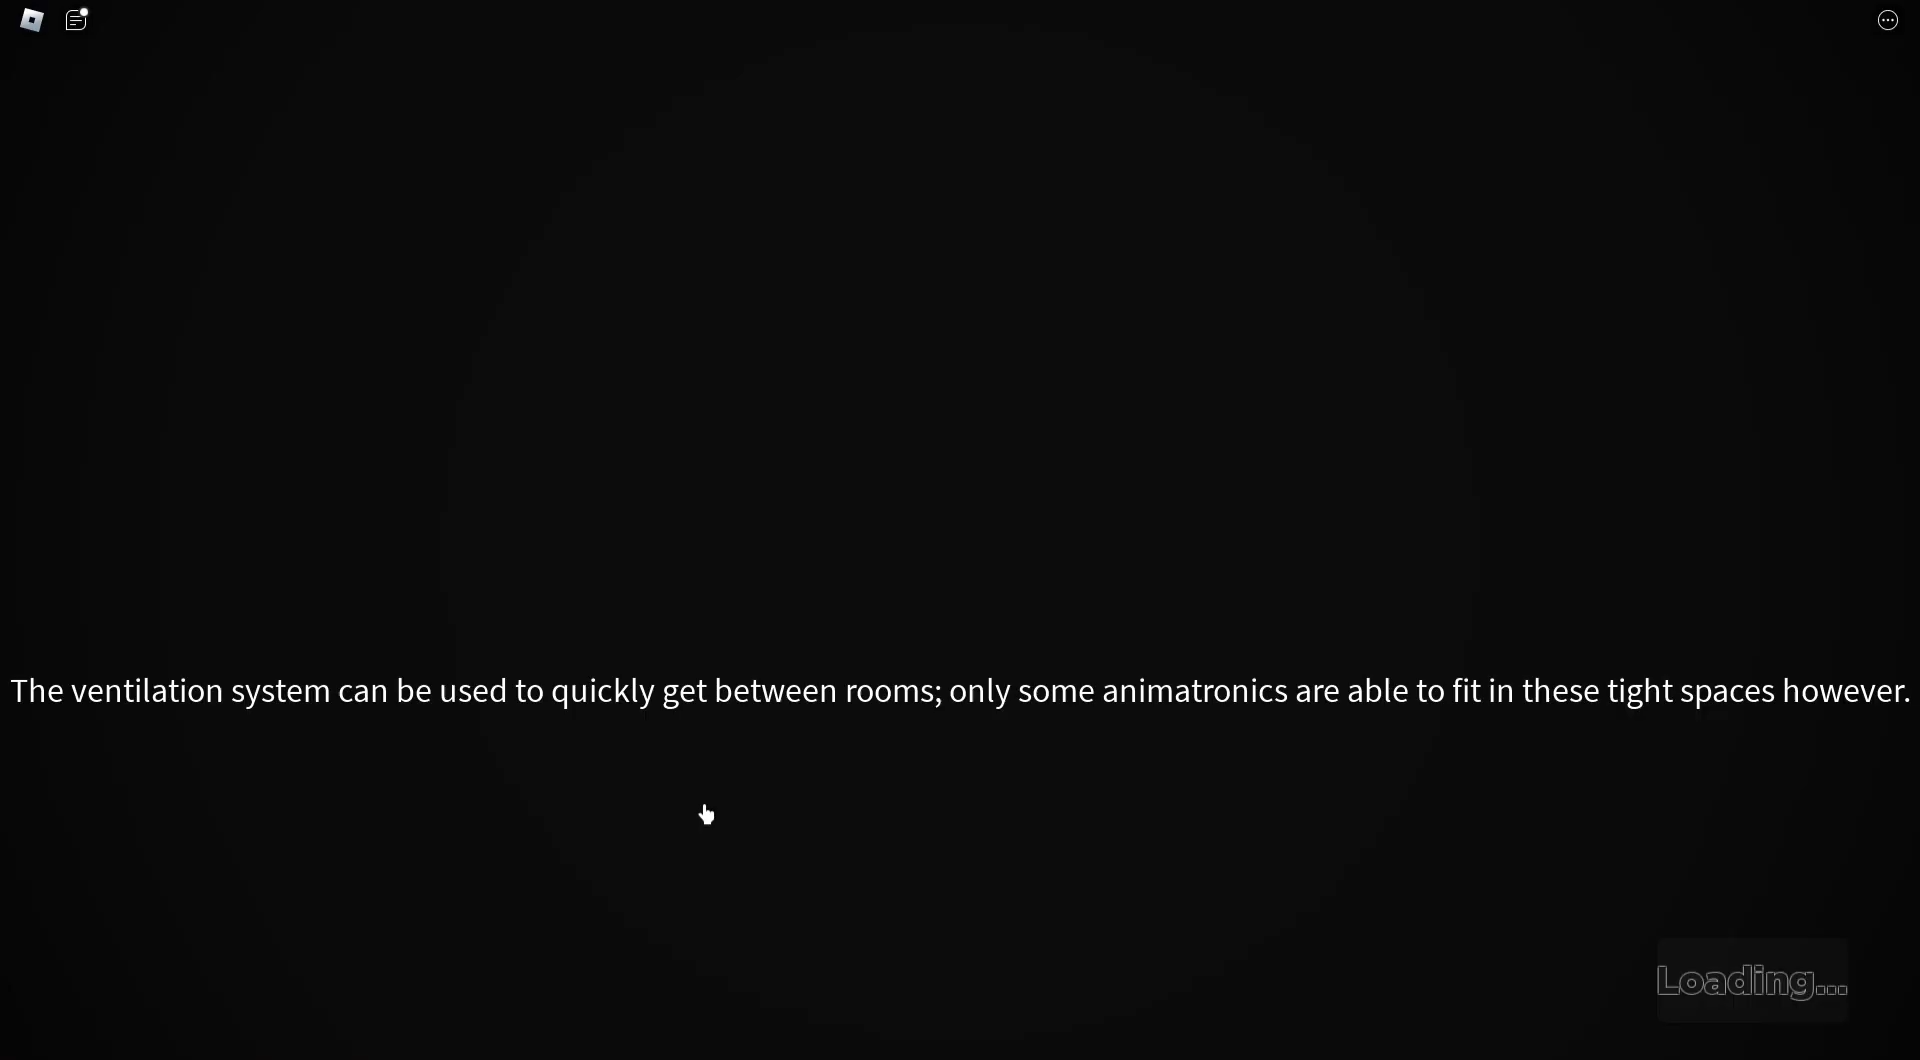 The ventilation system can be used to quickly get between rooms; only some animatronics are able to fit in these tight spaces however.
Loading...